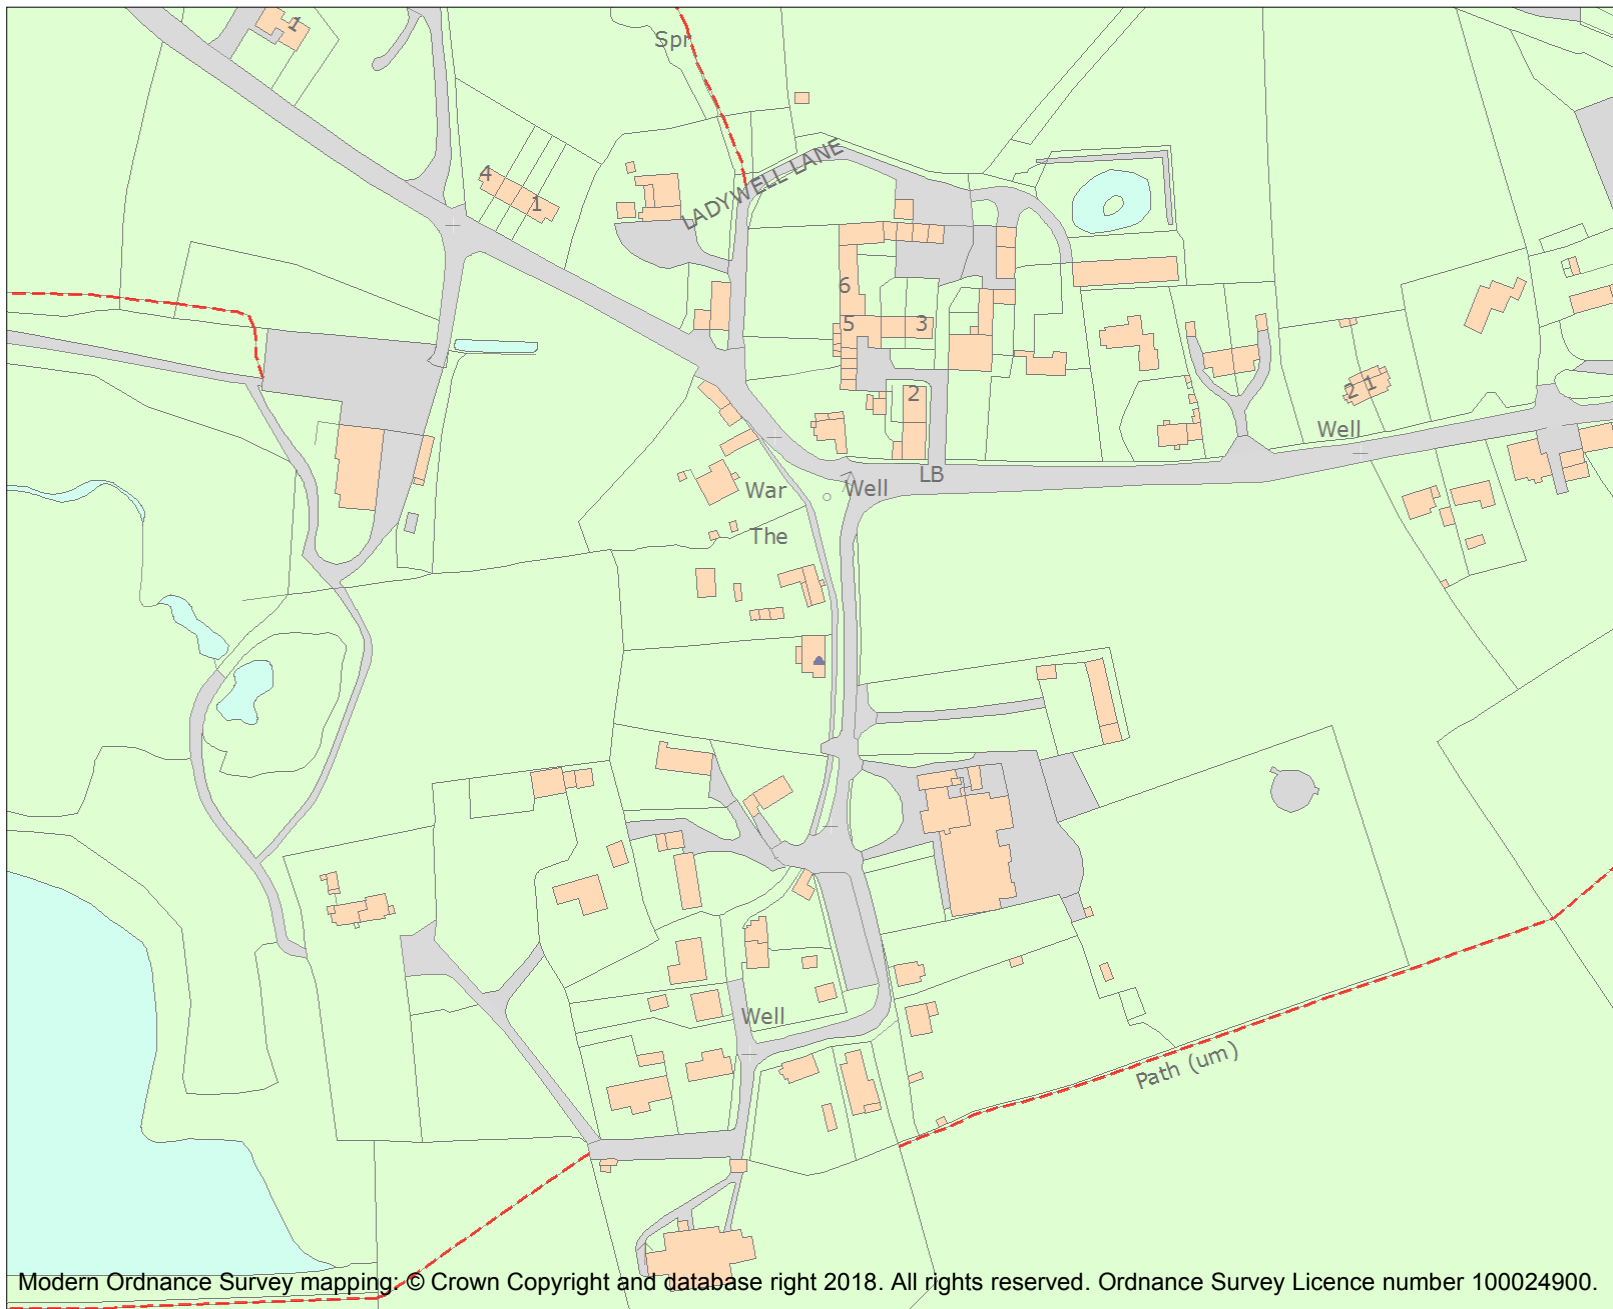 1
Spr
LADYWELL LANE
4
1
6
5
3
2
2 1
Well
LB
War
Well
The
Well
Path (um)
Modern Ordnance Survey mapping: © Crown Copyright and database right 2018. All rights reserved. Ordnance Survey Licence number 100024900.